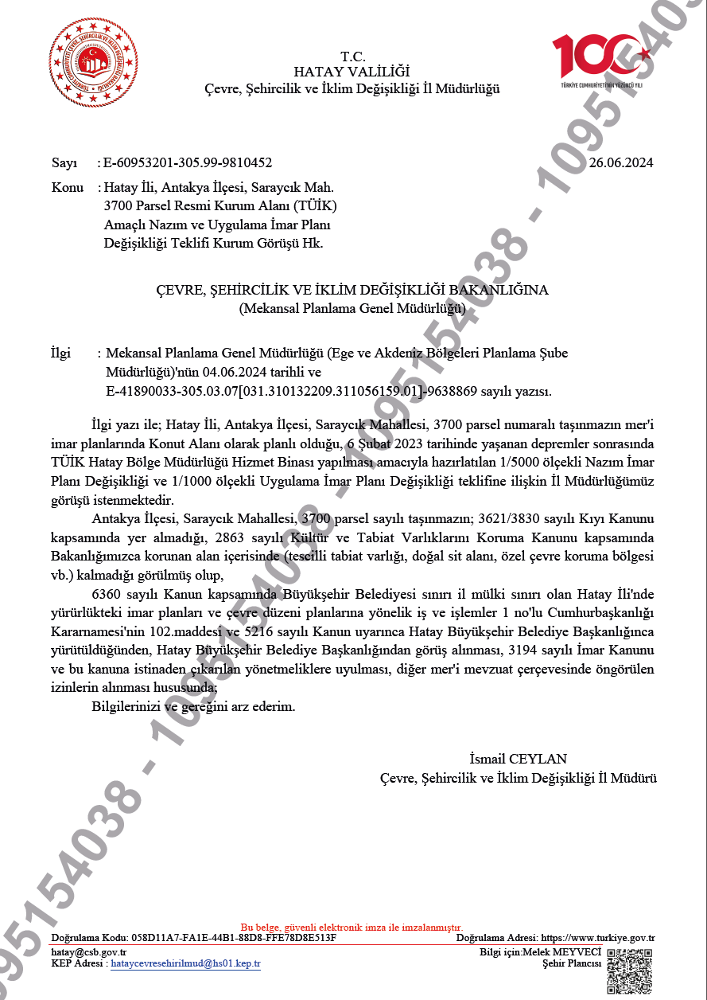 T.C.
HATAY VALİLİĞİ
Çevre, Şehircilik ve İklim Değişikliği İl Müdürlüğü
100
TÜRKİYE CUMHURİYETİ'NİN YÜZÜNCÜ YILI
Sayı : E-60953201-305.99-9810452 26.06.2024
Konu : Hatay İli, Antakya İlçesi, Saraycık Mah.
3700 Parsel Resmi Kurum Alanı (TÜİK)
Amaçlı Nazım ve Uygulama İmar Planı
Değişikliği Teklifi Kurum Görüşü Hk.
ÇEVRE, ŞEHİRCİLİK VE İKLİM DEĞİŞİKLİĞİ BAKANLIĞINA
(Mekansal Planlama Genel Müdürlüğü)
İlgi : Mekansal Planlama Genel Müdürlüğü (Ege ve Akdeniz Bölgeleri Planlama Şube
Müdürlüğü)'nün 04.06.2024 tarihli ve
E-41890033-305.03.07[031.310132209.311056159.01]-9638869 sayılı yazısı.
İlgi yazı ile; Hatay İli, Antakya İlçesi, Saraycık Mahallesi, 3700 parsel numaralı taşınmazın mer'i
imar planlarında Konut Alanı olarak planlı olduğu, 6 Şubat 2023 tarihinde yaşanan depremler sonrasında
TÜİK Hatay Bölge Müdürlüğü Hizmet Binası yapılması amacıyla hazırlatılan 1/5000 ölçekli Nazım İmar
Planı Değişikliği ve 1/1000 ölçekli Uygulama İmar Planı Değişikliği teklifine ilişkin İl Müdürlüğümüz
görüşü istenmektedir.
Antakya İlçesi, Saraycık Mahallesi, 3700 parsel sayılı taşınmazın; 3621/3830 sayılı Kıyı Kanunu
kapsamında yer almadığı, 2863 sayılı Kültür ve Tabiat Varlıklarını Koruma Kanunu kapsamında
Bakanlığımızca korunan alan içerisinde (tescilli tabiat varlığı, doğal sit alanı, özel çevre koruma bölgesi
vb.) kalmadığı görülmüş olup,
6360 sayılı Kanun kapsamında Büyükşehir Belediyesi sınırı il mülki sınırı olan Hatay İli'nde
yürürlükteki imar planları ve çevre düzeni planlarına yönelik iş ve işlemler 1 no'lu Cumhurbaşkanlığı
Kararnamesi'nin 102.maddesi ve 5216 sayılı Kanun uyarınca Hatay Büyükşehir Belediye Başkanlığınca
yürütüldüğünden, Hatay Büyükşehir Belediye Başkanlığından görüş alınması, 3194 sayılı İmar Kanunu
ve bu kanuna istinaden çıkarılan yönetmeliklere uyulması, diğer mer'i mevzuat çerçevesinde öngörülen
izinlerin alınması hususunda;
Bilgilerinizi ve gereğini arz ederim.
İsmail CEYLAN
Çevre, Şehircilik ve İklim Değişikliği İl Müdürü
1095154038 - 1095154038 - 1095154038 - 1095154038 - 1095154038
Bu belge, güvenli elektronik imza ile imzalanmıştır.
Doğrulama Kodu: 058D11A7-FA1E-44B1-88D8-FFE78D8E513F Doğrulama Adresi: https://www.turkiye.gov.tr
hatay@csb.gov.tr Bilgi için:Melek MEYVECİ
KEP Adresi : hataycevresehirilmud@hs01.kep.tr Şehir Plancısı